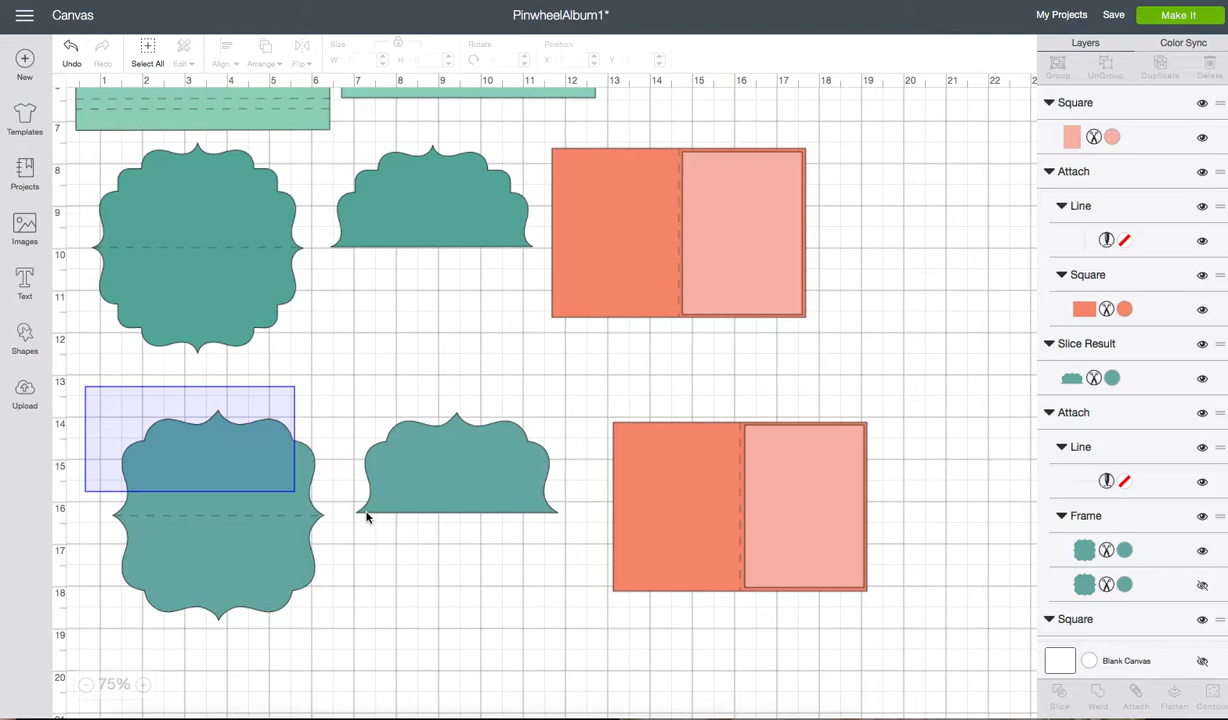 Canvas
PinwheelAlbum1*
My Projects
Save
Make It
New
Templates
Projects
Images
Text
Shapes
Upload
Undo
Redo
Select All
Edit
Align
Arrange
Flip
Size
W
H
Rotate
Position
X
Y
1 2 3 4 5 6 7 8 9 10 11 12 13 14 15 16 17 18 19 20 21 22
7
8
9
10
11
12
13
14
15
16
17
18
19
20
75%
Layers
Color Sync
Group
UnGroup
Duplicate
Delete
Square
Attach
Line
Square
Slice Result
Attach
Line
Frame
Square
Blank Canvas
Slice
Weld
Attach
Flatten
Contour